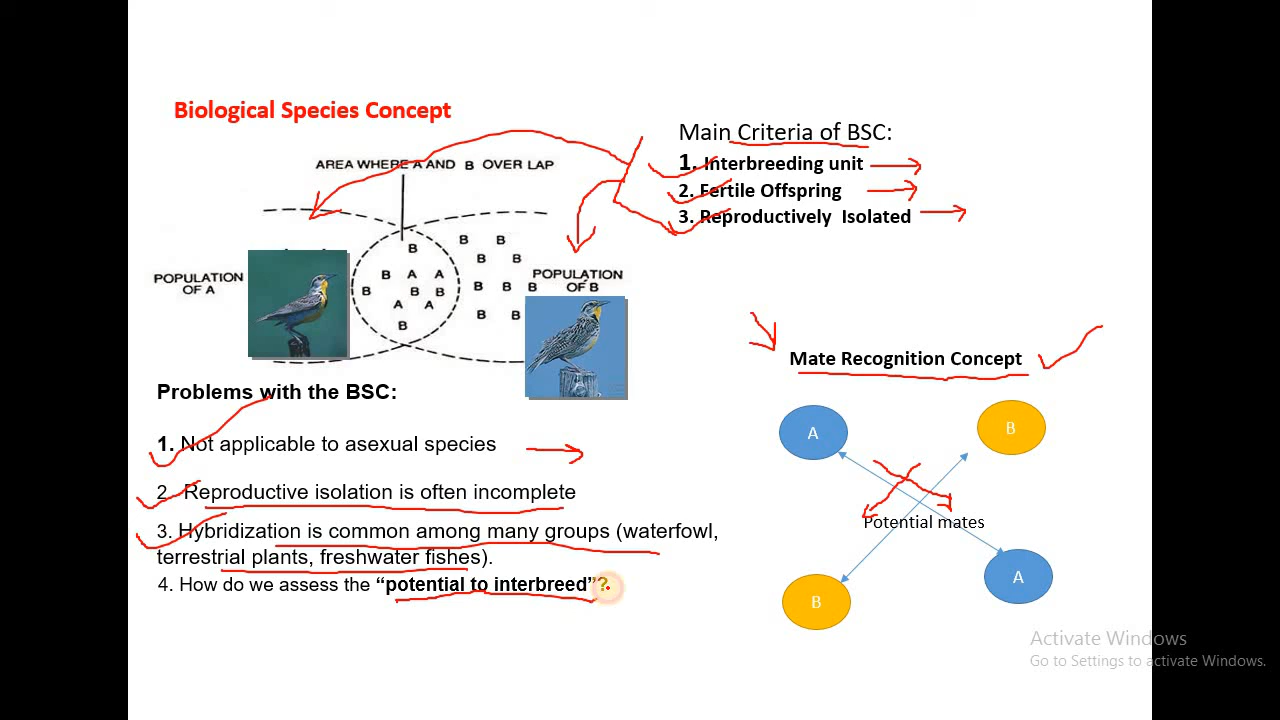 Biological Species Concept
Main Criteria of BSC:
1. Interbreeding unit
2. Fertile Offspring
3. Reproductively Isolated
AREA WHERE A AND B OVER LAP
POPULATION
OF A
B
B A A
B B B
A A
B
B B
B B
B B B
B B
POPULATION
OF B
Problems with the BSC:
1. Not applicable to asexual species
2. Reproductive isolation is often incomplete
3. Hybridization is common among many groups (waterfowl,
terrestrial plants, freshwater fishes).
4. How do we assess the “potential to interbreed”?
Mate Recognition Concept
A
B
Potential mates
B
A
Activate Windows
Go to Settings to activate Windows.